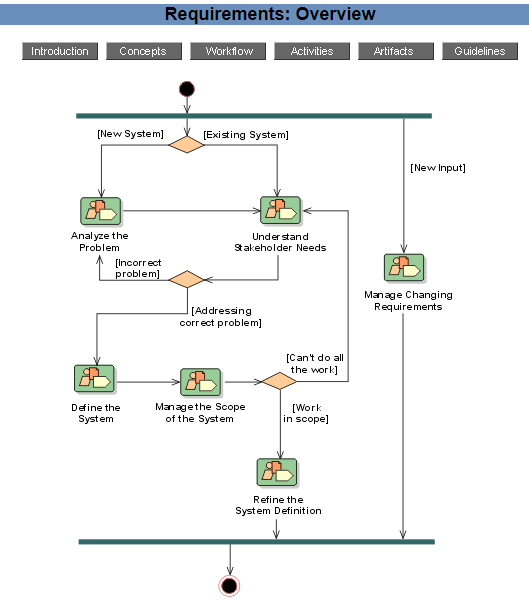 Requirements: Overview
Introduction
Concepts
Workflow
Activities
Artifacts
Guidelines
[New System]
[Existing System]
[New Input]
Analyze the
Problem
Understand
Stakeholder Needs
[Incorrect
problem]
Manage Changing
Requirements
[Addressing
correct problem]
[Can't do all
the work]
Define the
System
Manage the Scope
of the System
[Work
in scope]
Refine the
System Definition